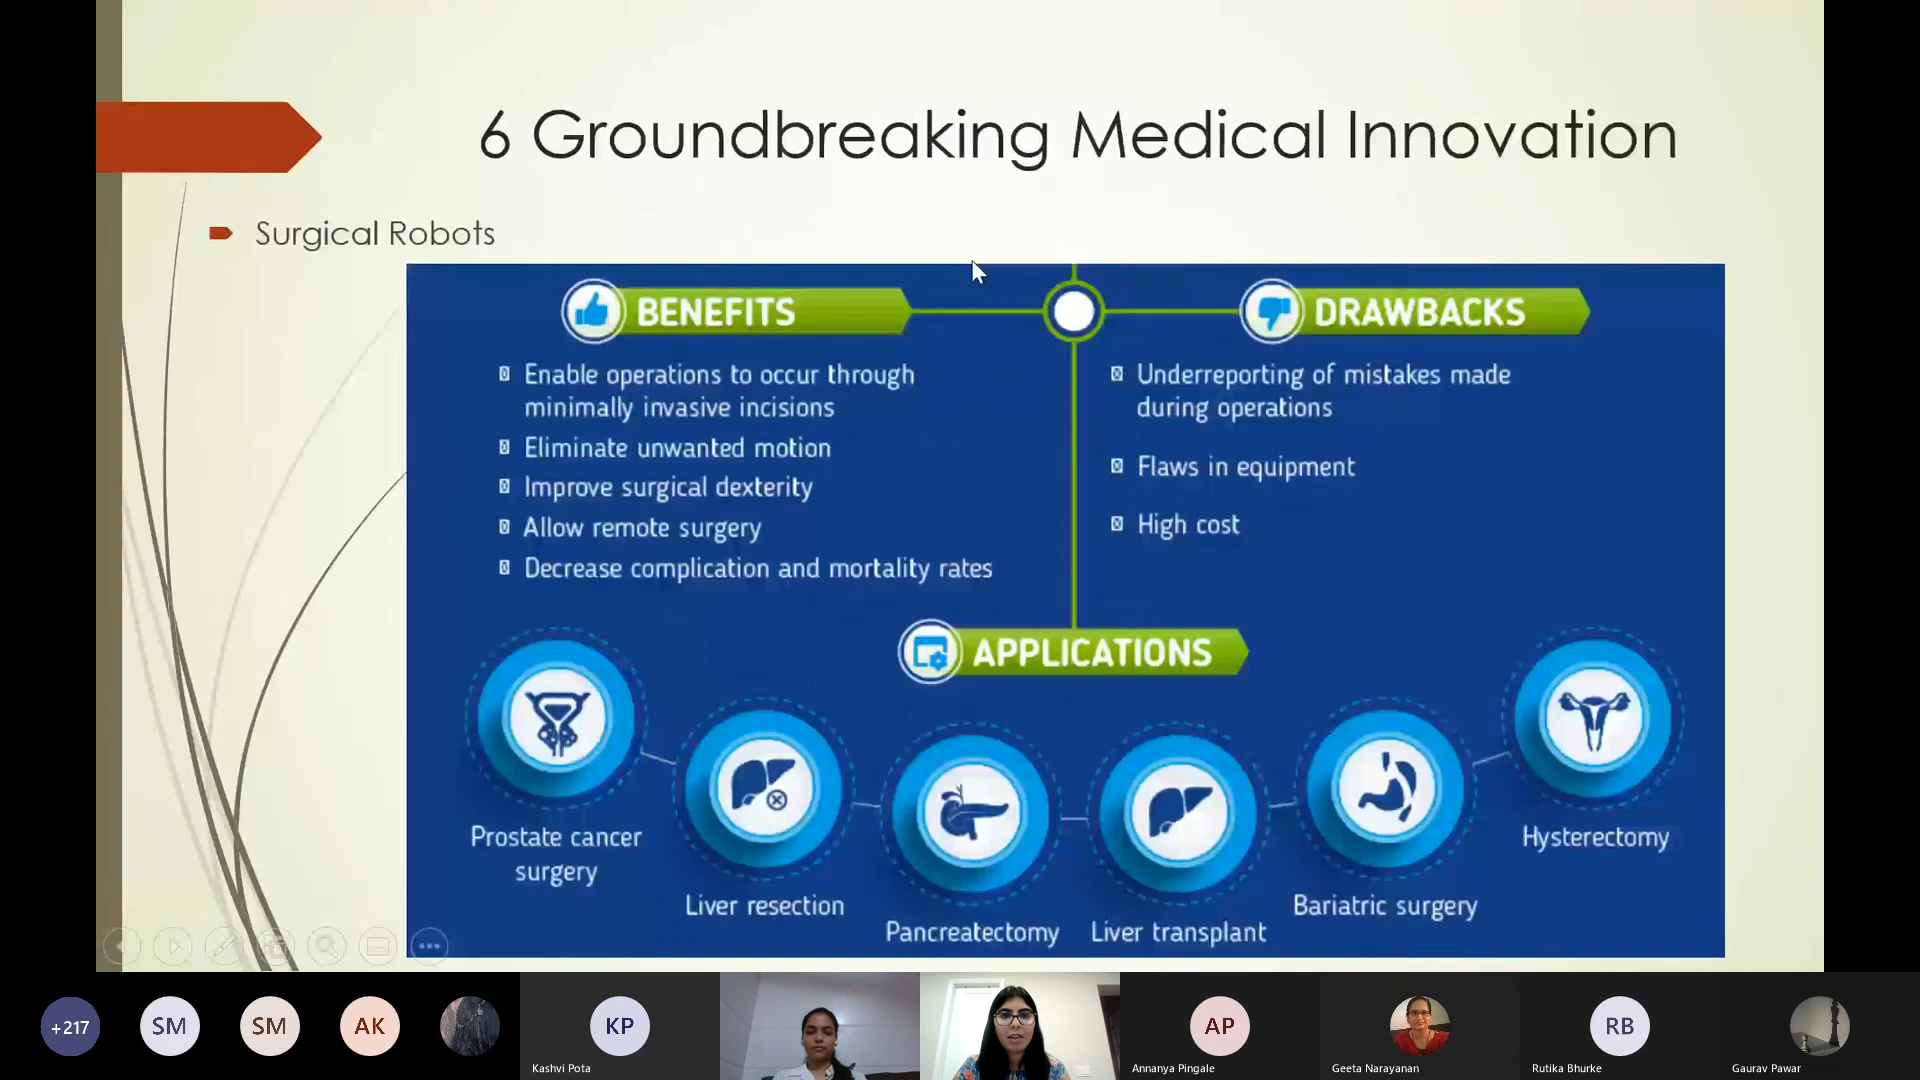 6 Groundbreaking Medical Innovation
Surgical Robots
BENEFITS
Enable operations to occur through
minimally invasive incisions
Eliminate unwanted motion
Improve surgical dexterity
Allow remote surgery
Decrease complication and mortality rates
DRAWBACKS
Underreporting of mistakes made
during operations
Flaws in equipment
High cost
APPLICATIONS
Prostate cancer
surgery
Liver resection
Pancreatectomy
Liver transplant
Bariatric surgery
Hysterectomy
+217
SM
SM
AK
KP
Kashvi Pota
AP
Annanya Pingale
Geeta Narayanan
RB
Rutika Bhurke
Gaurav Pawar